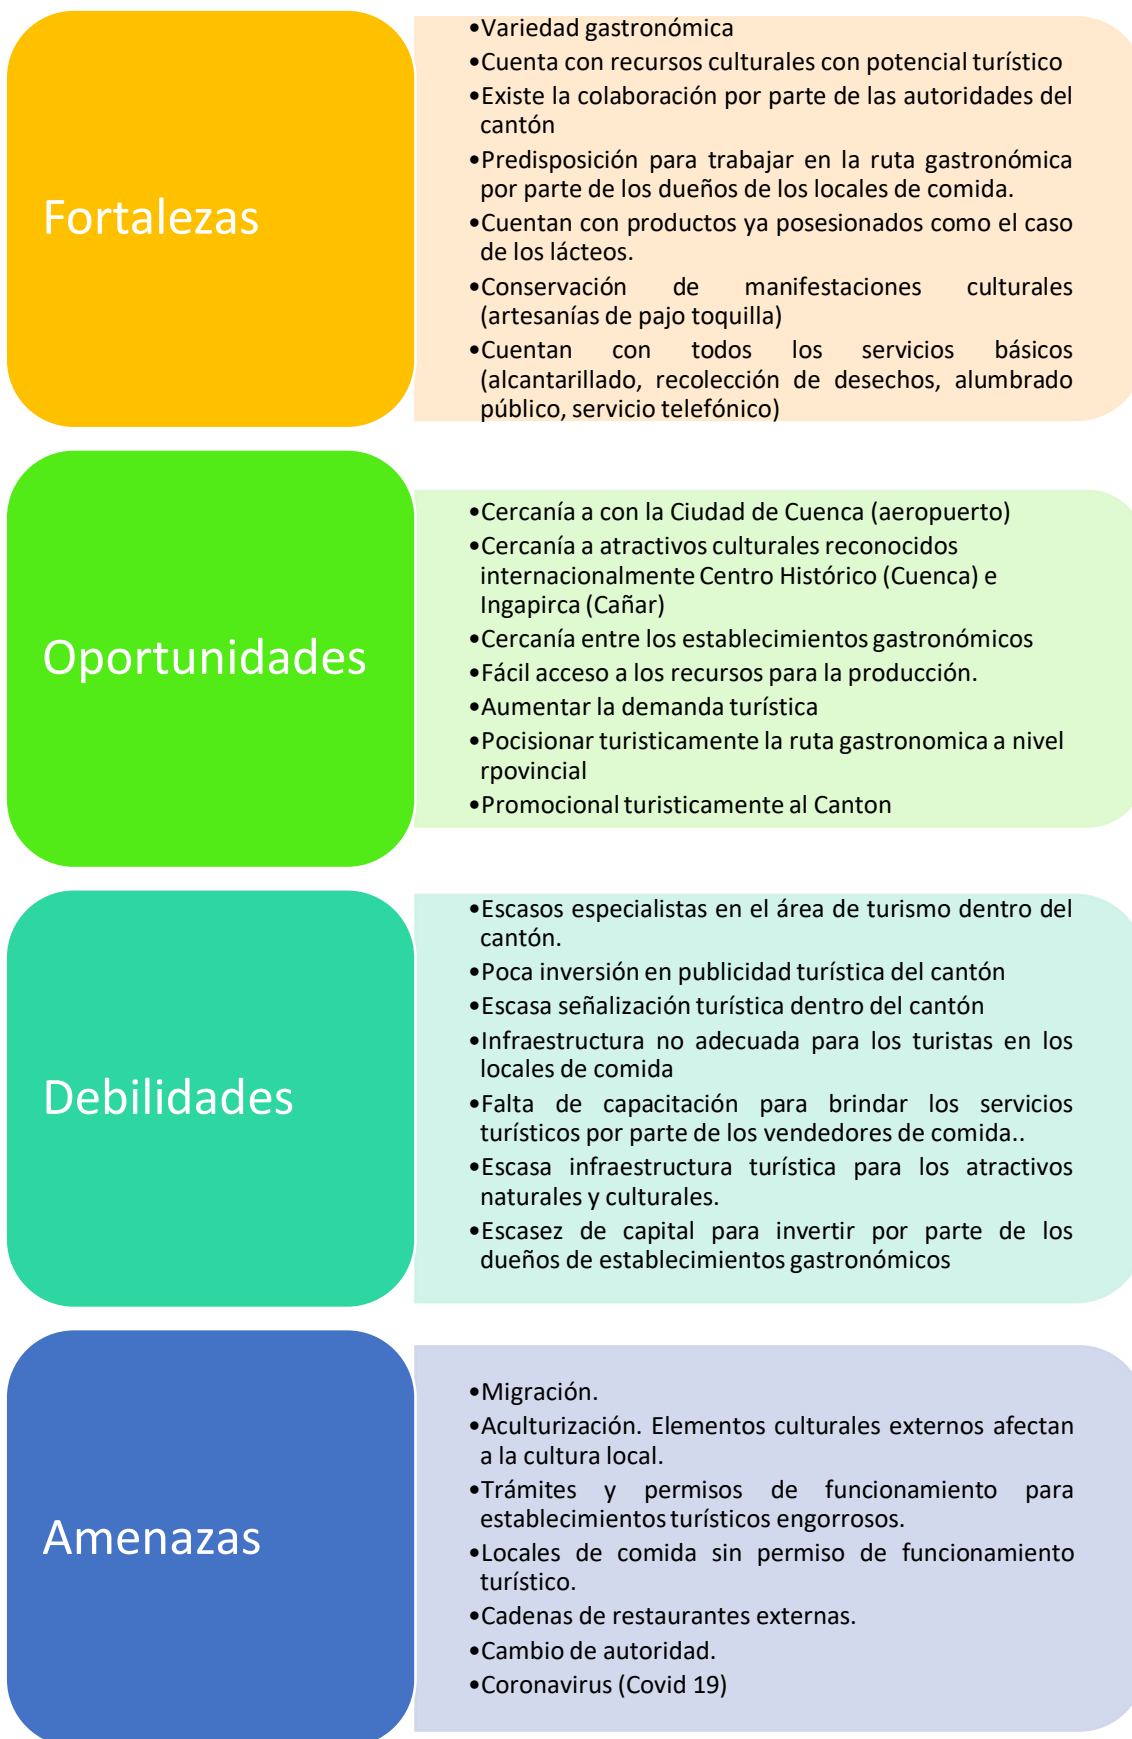 Fortalezas
•Variedad gastronómica
•Cuenta con recursos culturales con potencial turístico
•Existe la colaboración por parte de las autoridades del
cantón
•Predisposición para trabajar en la ruta gastronómica
por parte de los dueños de los locales de comida.
•Cuentan con productos ya posesionados como el caso
de los lácteos.
•Conservación de manifestaciones culturales
(artesanías de pajo toquilla)
•Cuentan con todos los servicios básicos
(alcantarillado, recolección de desechos, alumbrado
público, servicio telefónico)
Oportunidades
•Cercanía a con la Ciudad de Cuenca (aeropuerto)
•Cercanía a atractivos culturales reconocidos
internacionalmente Centro Histórico (Cuenca) e
Ingapirca (Cañar)
•Cercanía entre los establecimientos gastronómicos
•Fácil acceso a los recursos para la producción.
•Aumentar la demanda turística
•Pocisionar turisticamente la ruta gastronomica a nivel
rpovincial
•Promocional turisticamente al Canton
Debilidades
•Escasos especialistas en el área de turismo dentro del
cantón.
•Poca inversión en publicidad turística del cantón
•Escasa señalización turística dentro del cantón
•Infraestructura no adecuada para los turistas en los
locales de comida
•Falta de capacitación para brindar los servicios
turísticos por parte de los vendedores de comida..
•Escasa infraestructura turística para los atractivos
naturales y culturales.
•Escasez de capital para invertir por parte de los
dueños de establecimientos gastronómicos
Amenazas
•Migración.
•Aculturización. Elementos culturales externos afectan
a la cultura local.
•Trámites y permisos de funcionamiento para
establecimientos turísticos engorrosos.
•Locales de comida sin permiso de funcionamiento
turístico.
•Cadenas de restaurantes externas.
•Cambio de autoridad.
•Coronavirus (Covid 19)